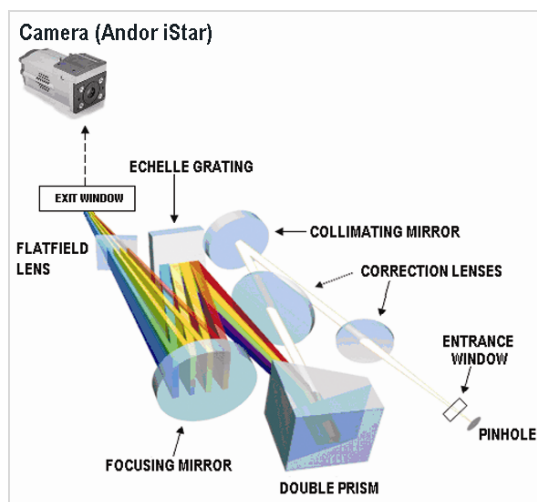 Camera (Andor iStar)
ECHELLE GRATING
EXIT WINDOW
COLLIMATING MIRROR
FLATFIELD
LENS
CORRECTION LENSES
ENTRANCE
WINDOW
PINHOLE
FOCUSING MIRROR
DOUBLE PRISM